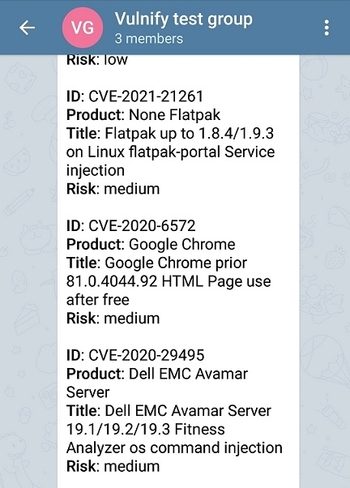 VG
Vulnify test group
3 members
Risk: low
ID: CVE-2021-21261
Product: None Flatpak
Title: Flatpak up to 1.8.4/1.9.3
on Linux flatpak-portal Service
injection
Risk: medium
ID: CVE-2020-6572
Product: Google Chrome
Title: Google Chrome prior
81.0.4044.92 HTML Page use
after free
Risk: medium
ID: CVE-2020-29495
Product: Dell EMC Avamar
Server
Title: Dell EMC Avamar Server
19.1/19.2/19.3 Fitness
Analyzer os command injection
Risk: medium